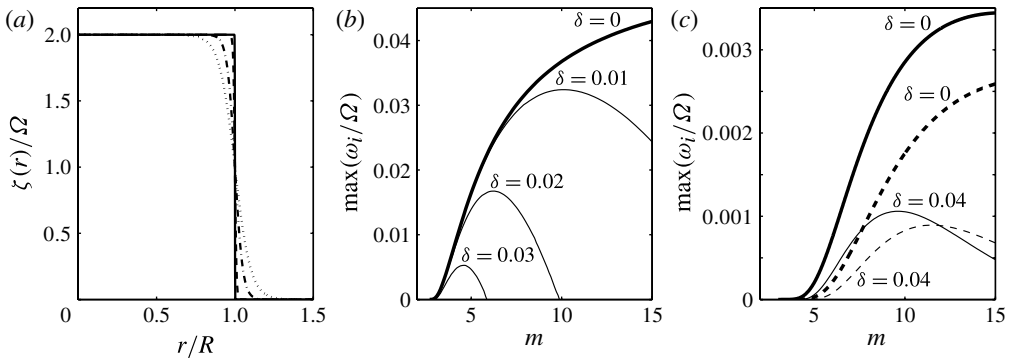 (a)
2.0
1.5
1.0
0.5
0
0.5
1.0
1.5
ζ(r)/Ω
r/R
(b)
0.04
0.03
0.02
0.01
0
5
10
15
max(ω_i/Ω)
m
δ = 0
δ = 0.01
δ = 0.02
δ = 0.03
(c)
0.003
0.002
0.001
0
5
10
15
max(ω_i/Ω)
m
δ = 0
δ = 0
δ = 0.04
δ = 0.04